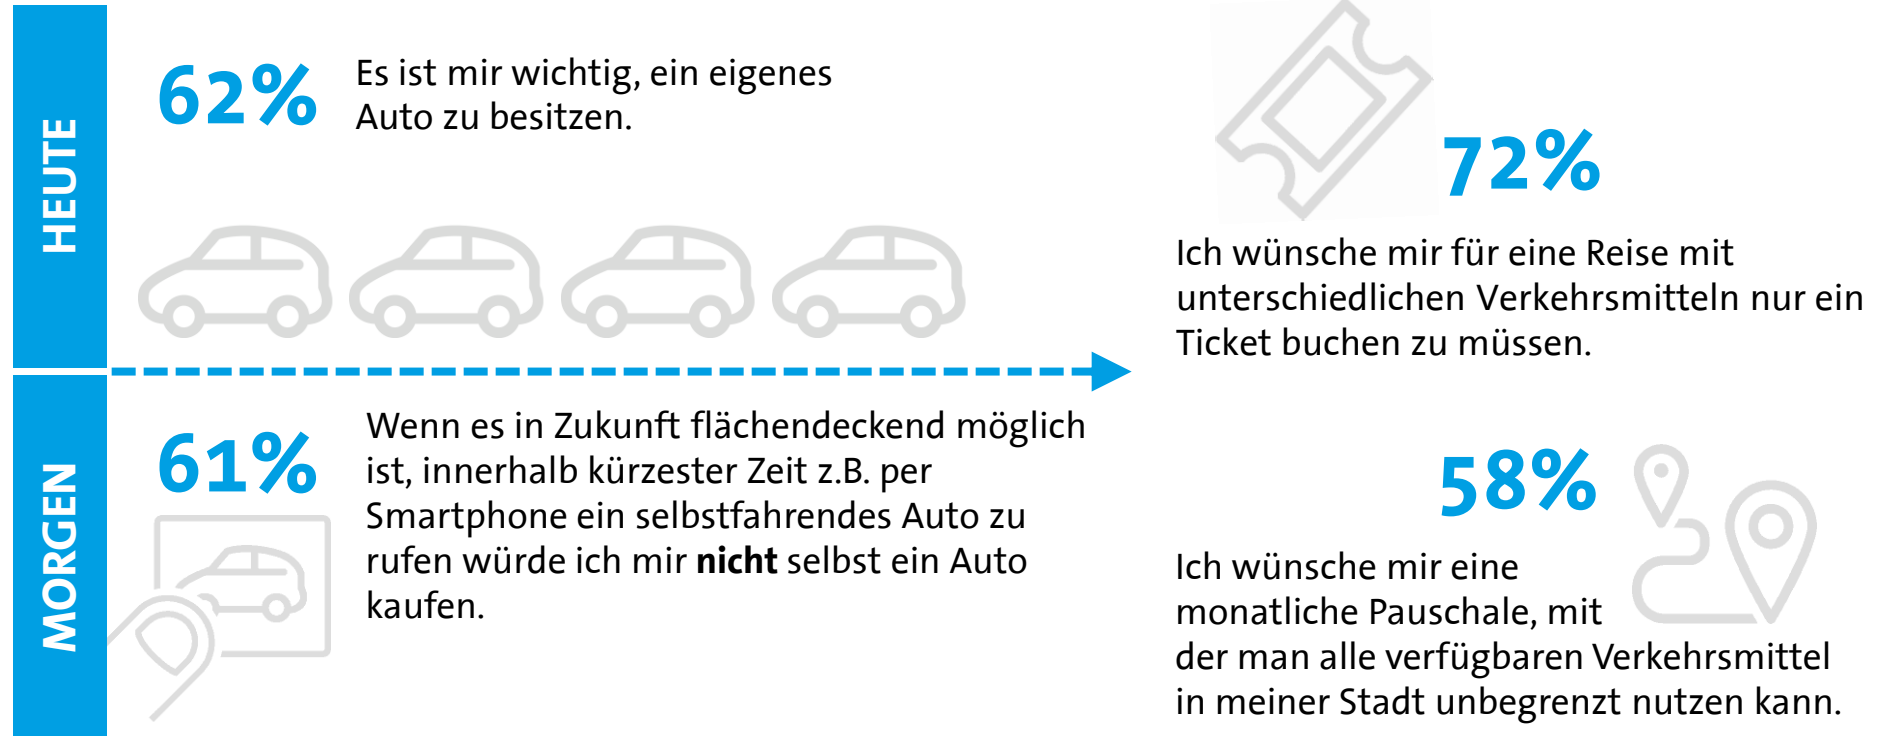 HEUTE
62%
Es ist mir wichtig, ein eigenes
Auto zu besitzen.
MORGEN
61%
Wenn es in Zukunft flächendeckend möglich
ist, innerhalb kürzester Zeit z.B. per
Smartphone ein selbstfahrendes Auto zu
rufen würde ich mir nicht selbst ein Auto
kaufen.
72%
Ich wünsche mir für eine Reise mit
unterschiedlichen Verkehrsmitteln nur ein
Ticket buchen zu müssen.
58%
Ich wünsche mir eine
monatliche Pauschale, mit
der man alle verfügbaren Verkehrsmittel
in meiner Stadt unbegrenzt nutzen kann.